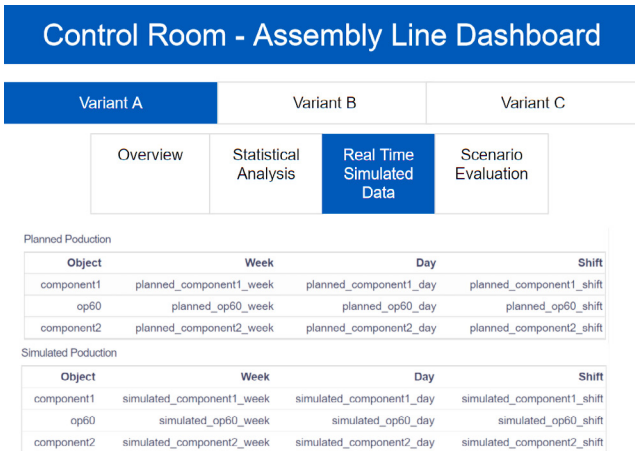 Control Room - Assembly Line Dashboard
Variant A Variant B Variant C
Overview Statistical Analysis Real Time Simulated Data Scenario Evaluation
Planned Poduction
Object Week Day Shift
component1 planned_component1_week planned_component1_day planned_component1_shift
op60 planned_op60_week planned_op60_day planned_op60_shift
component2 planned_component2_week planned_component2_day planned_component2_shift
Simulated Poduction
Object Week Day Shift
component1 simulated_component1_week simulated_component1_day simulated_component1_shift
op60 simulated_op60_week simulated_op60_day simulated_op60_shift
component2 simulated_component2_week simulated_component2_day simulated_component2_shift